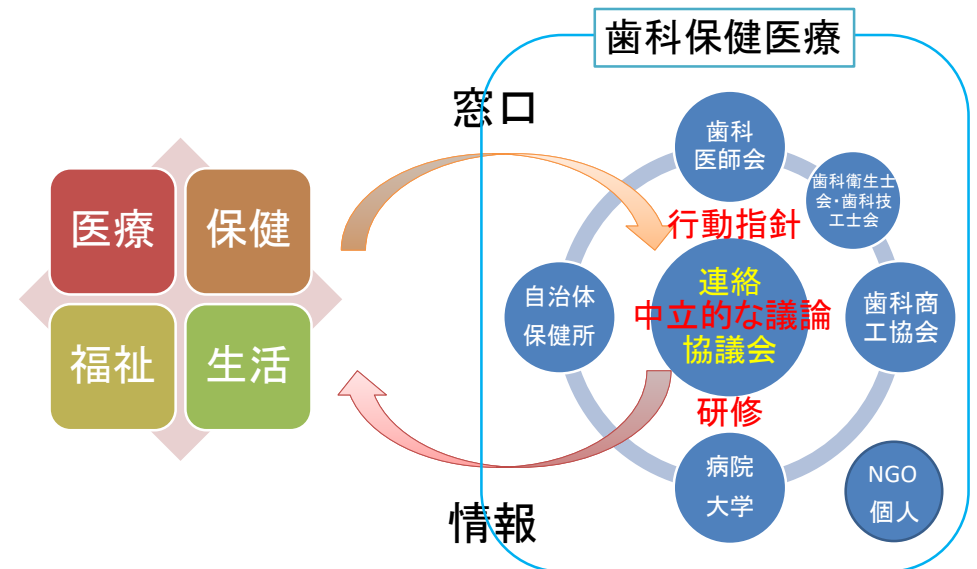 歯科保健医療
窓口
医療
保健
福祉
生活
歯科
医師会
歯科衛生士
会・歯科技
工士会
行動指針
連絡
中立的な議論
協議会
自治体
保健所
歯科商
工協会
研修
病院
大学
NGO
個人
情報